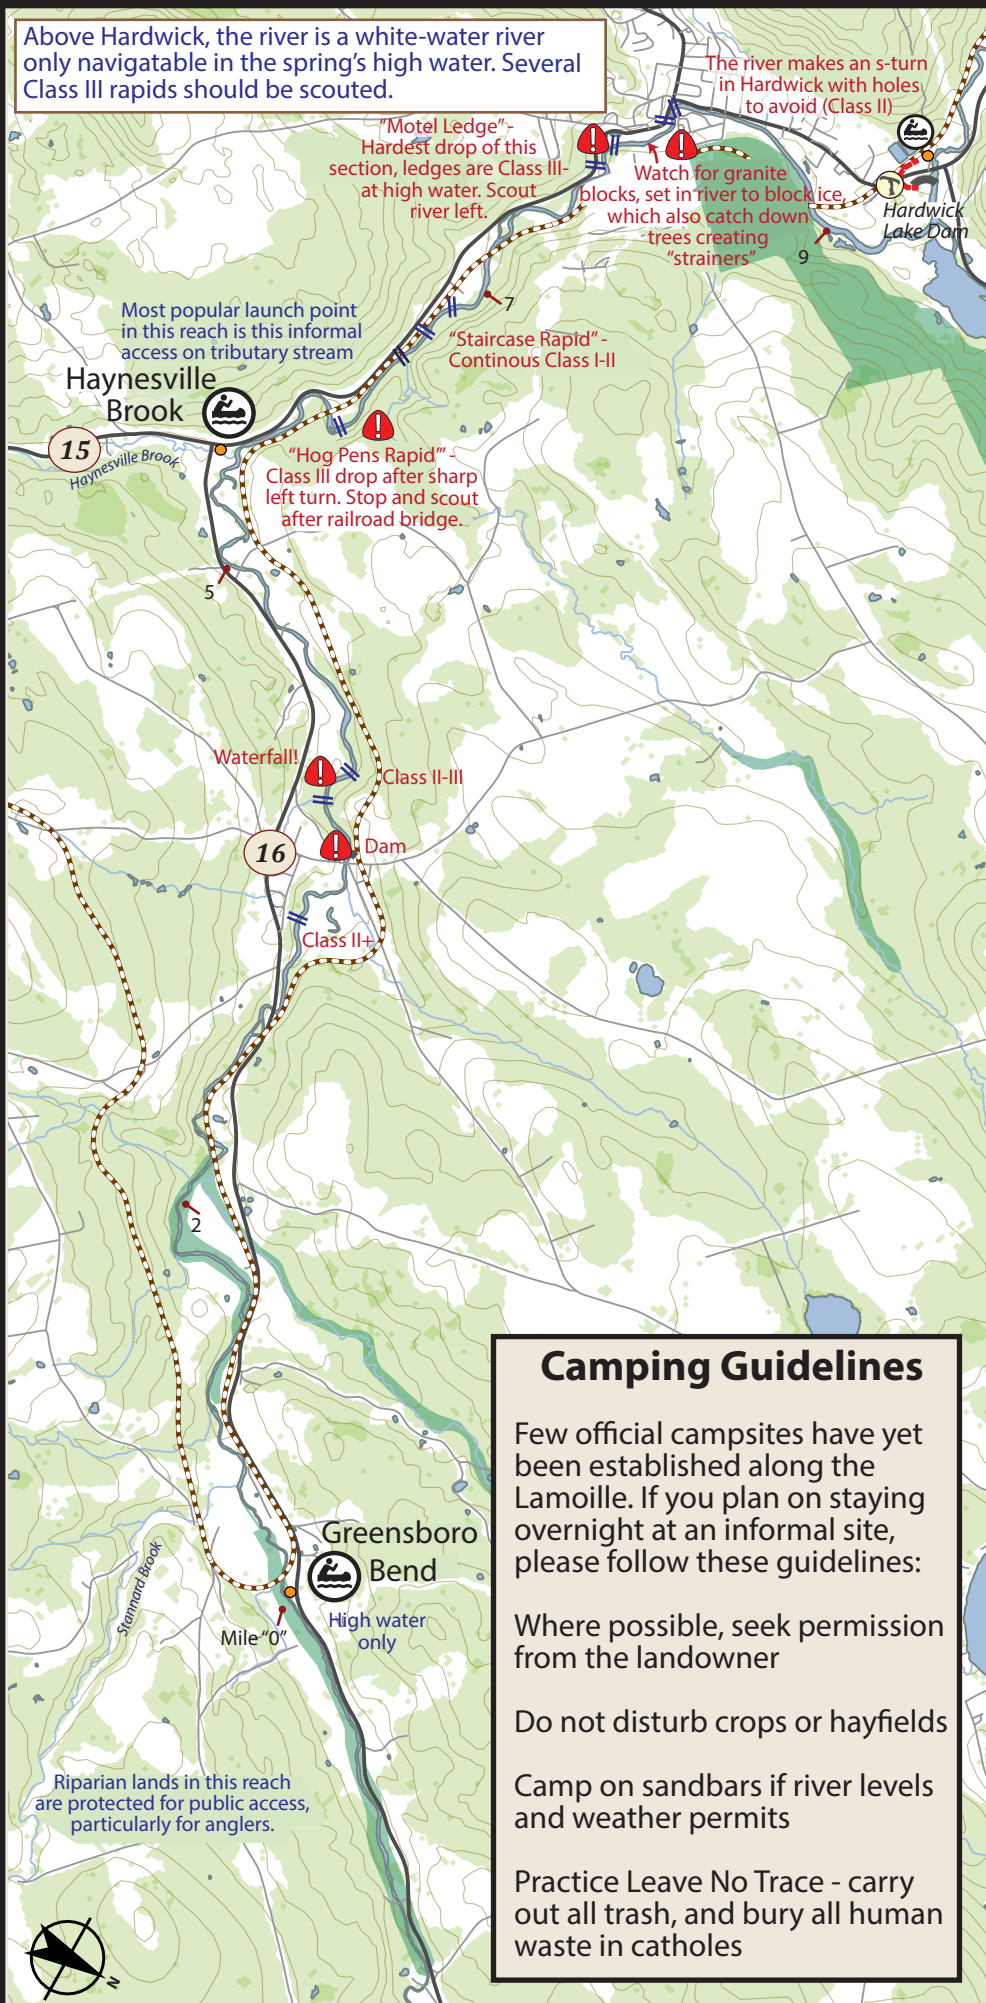 Above Hardwick, the river is a white-water river
only navigatable in the spring's high water. Several
Class III rapids should be scouted.
The river makes an s-turn
in Hardwick with holes
to avoid (Class II)
"Motel Ledge" -
Hardest drop of this
section, ledges are Class III-
at high water. Scout
river left.
Watch for granite
blocks, set in river to block ice,
which also catch down
trees creating
"strainers"
Hardwick
Lake Dam
9
7
Most popular launch point
in this reach is this informal
access on tributary stream
"Staircase Rapid" -
Continous Class I-II
Haynesville
Brook
15
Haynesville Brook
"Hog Pens Rapid'" -
Class III drop after sharp
left turn. Stop and scout
after railroad bridge.
5
Waterfall!
Class II-III
16
Dam
Class II+
2
Greensboro
Bend
High water
only
Stannard Brook
Mile "0"
Riparian lands in this reach
are protected for public access,
particularly for anglers.
N
Camping Guidelines
Few official campsites have yet
been established along the
Lamoille. If you plan on staying
overnight at an informal site,
please follow these guidelines:
Where possible, seek permission
from the landowner
Do not disturb crops or hayfields
Camp on sandbars if river levels
and weather permits
Practice Leave No Trace - carry
out all trash, and bury all human
waste in catholes